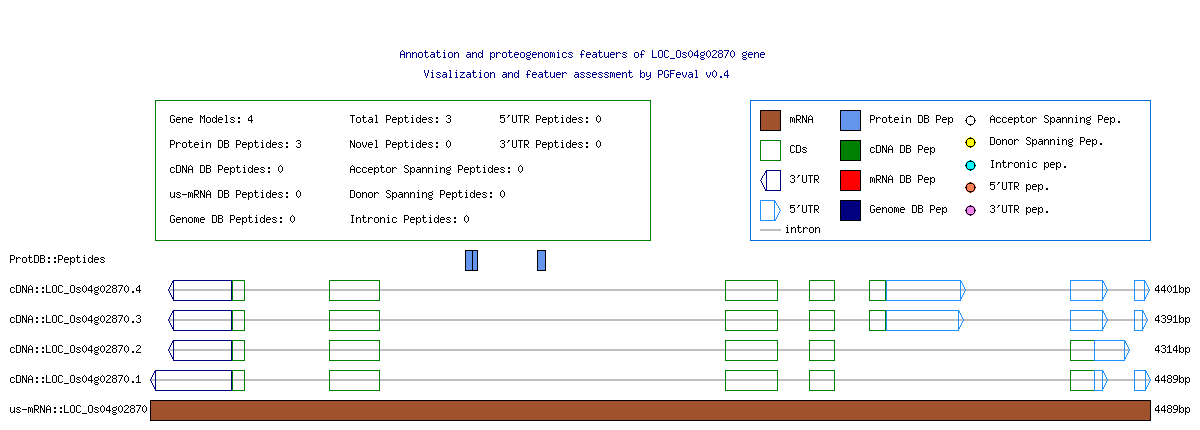 Annotation and proteogenomics featuers of LOC_Os04g02870 gene
Visalization and featuer assessment by PGFeval v0.4
Gene Models: 4
Total Peptides: 3
5'UTR Peptides: 0
Protein DB Peptides: 3
Novel Peptides: 0
3'UTR Peptides: 0
cDNA DB Peptides: 0
Acceptor Spanning Peptides: 0
us-mRNA DB Peptides: 0
Donor Spanning Peptides: 0
Genome DB Peptides: 0
Intronic Peptides: 0
mRNA
Protein DB Pep
Acceptor Spanning Pep.
CDs
cDNA DB Pep
Donor Spanning Pep.
3'UTR
mRNA DB Pep
Intronic pep.
5'UTR
Genome DB Pep
5'UTR pep.
3'UTR pep.
intron
ProtDB::Peptides
cDNA::LOC_Os04g02870.4 4401bp
cDNA::LOC_Os04g02870.3 4391bp
cDNA::LOC_Os04g02870.2 4314bp
cDNA::LOC_Os04g02870.1 4489bp
us-mRNA::LOC_Os04g02870 4489bp